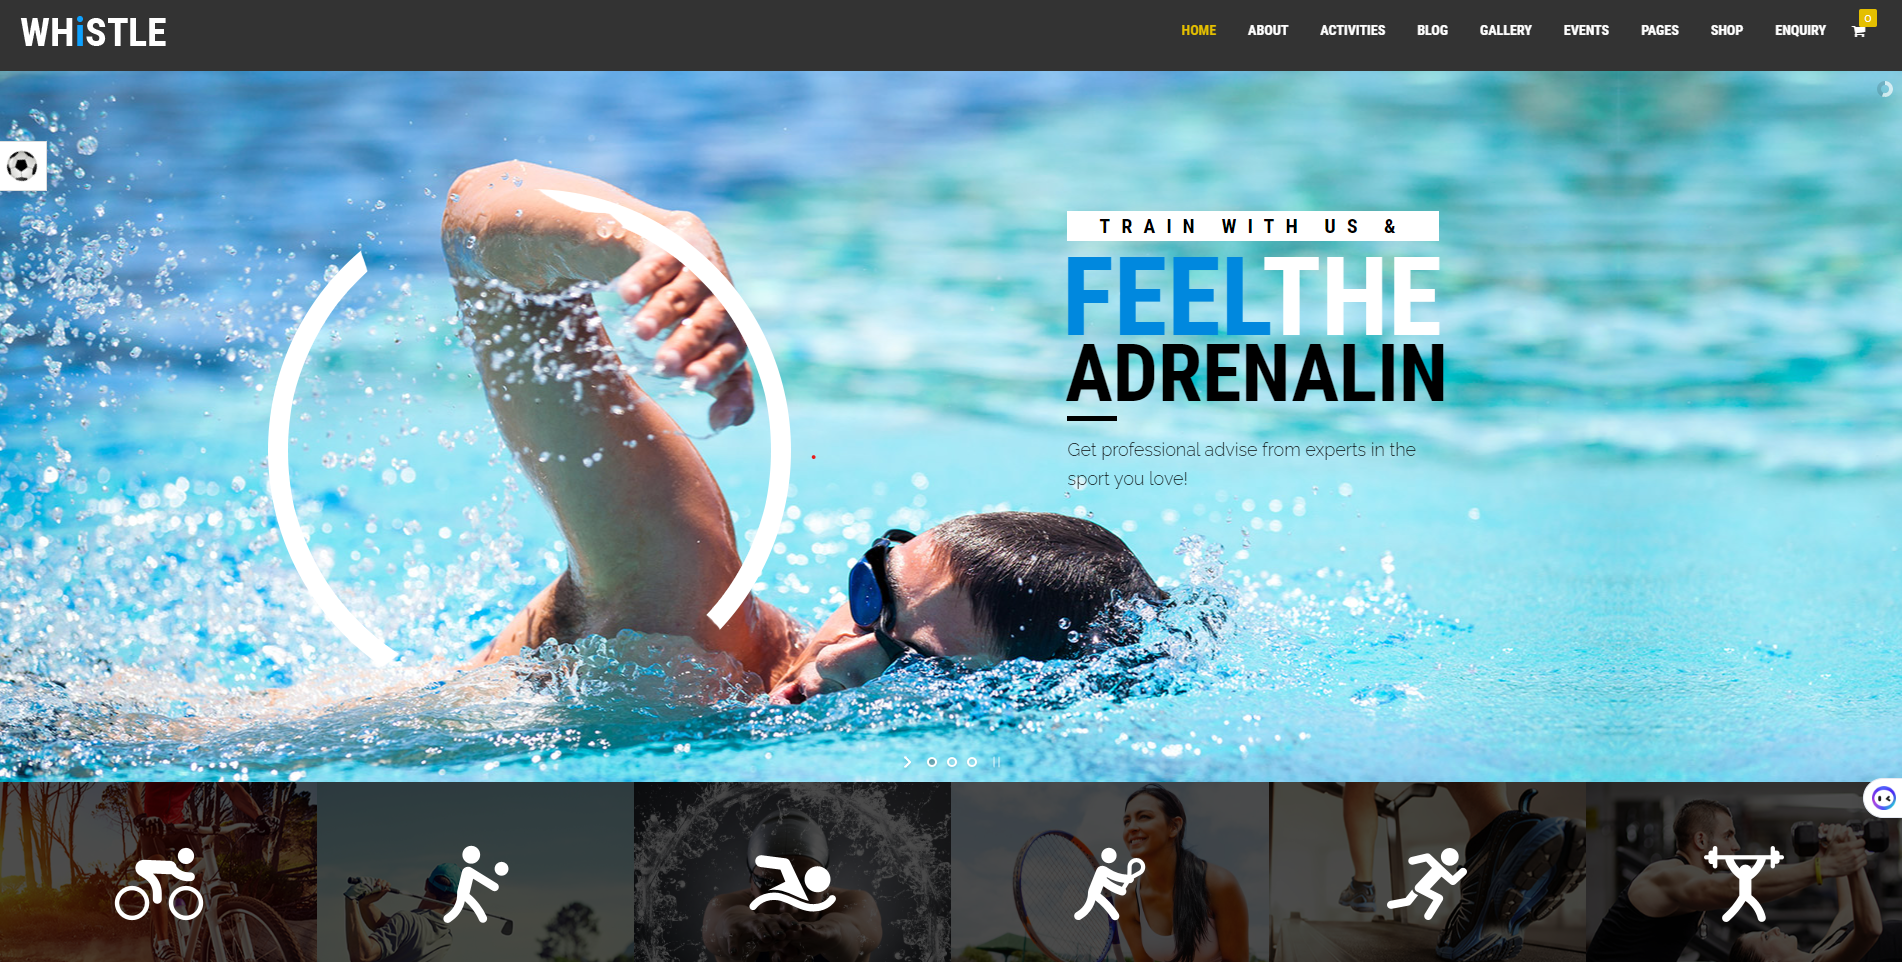 WHiSTLE
HOME ABOUT ACTIVITIES BLOG GALLERY EVENTS PAGES SHOP ENQUIRY 0
TRAIN WITH US &
FEELTHE
ADRENALIN
Get professional advise from experts in the
sport you love!